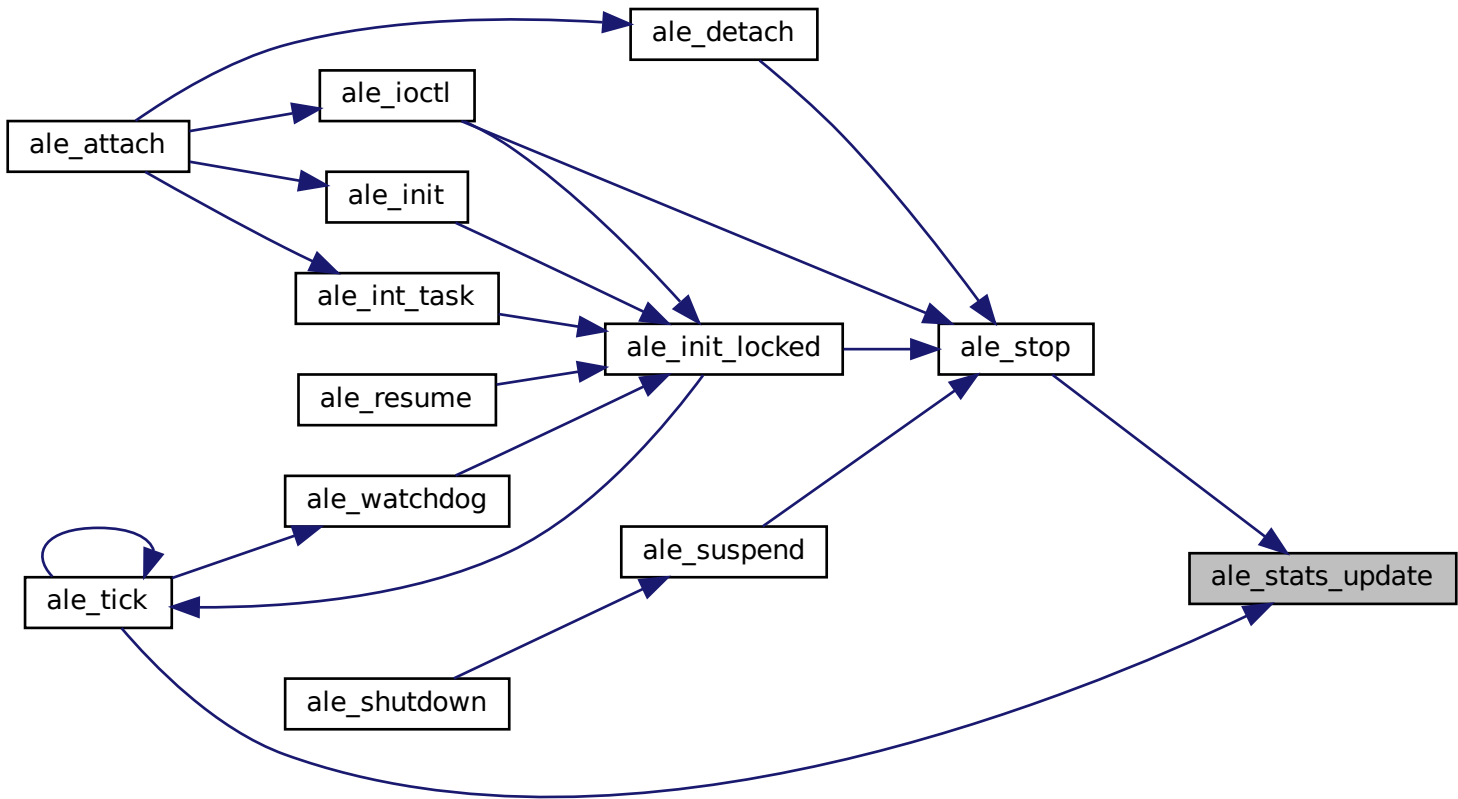 ale_detach
ale_ioctl
ale_attach
ale_init
ale_int_task
ale_init_locked
ale_stop
ale_resume
ale_watchdog
ale_suspend
ale_stats_update
ale_tick
ale_shutdown